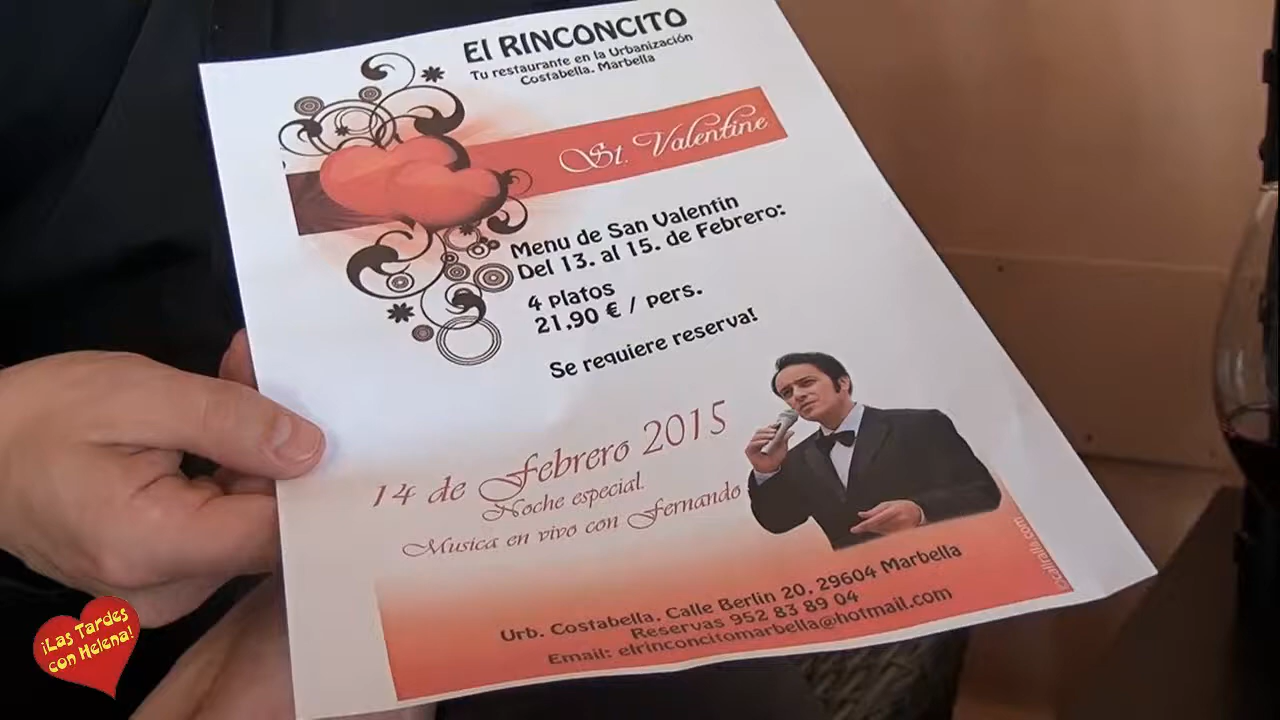 El RINCONCITO
Tu restaurante en la Urbanización
Costabella. Marbella
St. Valentine
Menu de San Valentin
Del 13. al 15. de Febrero:
4 platos
21,90 € / pers.
Se requiere reserva!
14 de Febrero 2015
Noche especial.
Musica en vivo con Fernando
Urb. Costabella. Calle Berlin 20. 29604 Marbella
Reservas 952 83 89 04
Email: elrinconcitomarbella@hotmail.com
¡Las Tardes
con Helena!